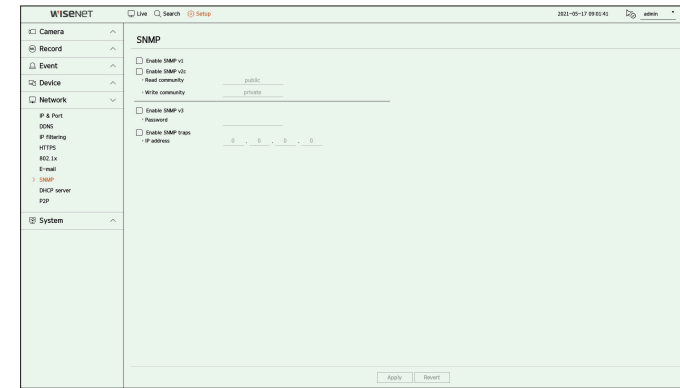 WISENET
Live Search Setup 2021-05-17 09:01:41 admin
Camera
Record
Event
Device
Network
IP & Port
DDNS
IP filtering
HTTPS
802.1x
E-mail
SNMP
DHCP server
P2P
System
SNMP
Enable SNMP v1
Enable SNMP v2c
• Read community public
• Write community private
Enable SNMP v3
• Password
Enable SNMP traps
• IP address 0 . 0 . 0 . 0
Apply Revert